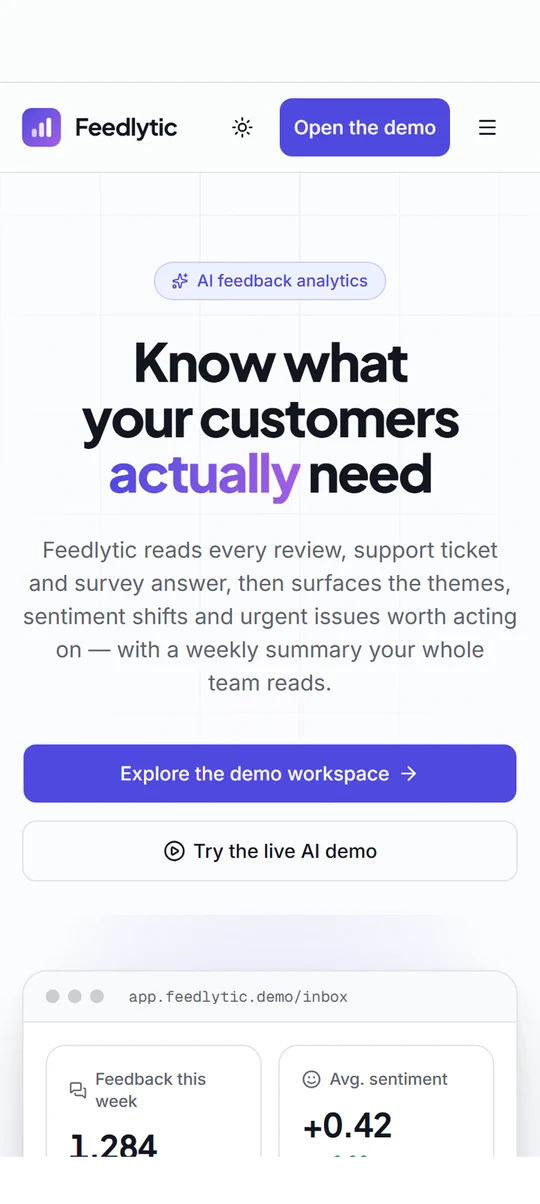 Feedlytic
Open the demo
AI feedback analytics
Know what
your customers
actually need
Feedlytic reads every review, support ticket
and survey answer, then surfaces the themes,
sentiment shifts and urgent issues worth acting
on — with a weekly summary your whole
team reads.
Explore the demo workspace
Try the live AI demo
app.feedlytic.demo/inbox
Feedback this
week
1,284
Avg. sentiment
+0.42